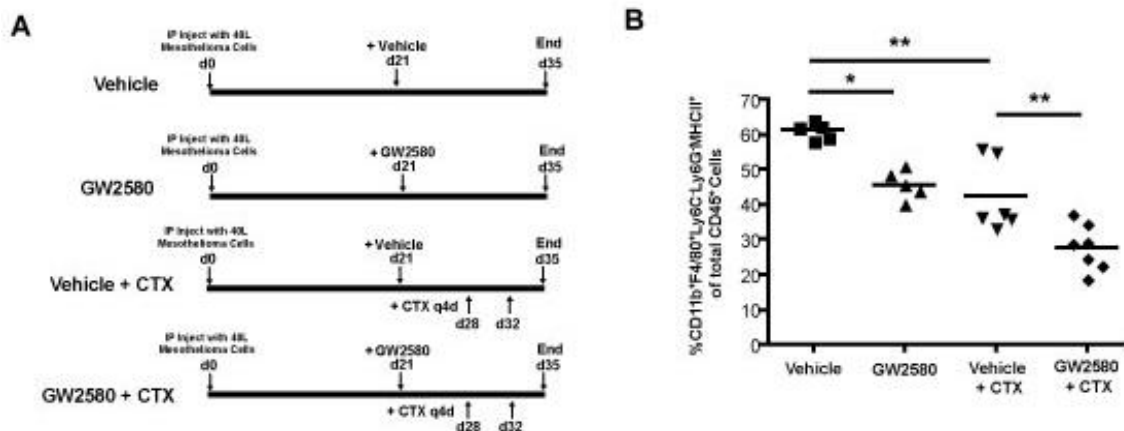 A
IP Inject with 40L
Mesothelioma Cells
d0
+ Vehicle
d21
End
d35
Vehicle
IP Inject with 40L
Mesothelioma Cells
d0
+ GW2580
d21
End
d35
GW2580
IP Inject with 40L
Mesothelioma Cells
d0
+Vehicle
d21
End
d35
Vehicle + CTX
+ CTX q4d
d28
d32
IP Inject with 40L
Mesothelioma Cells
d0
+GW2580
d21
End
d35
GW2580 + CTX
+ CTX q4d
d28
d32
B
**
*
**
%CD11b⁺F4/80⁺Ly6C⁻Ly6G⁻MHCII⁺
of total CD45⁺ Cells
70
60
50
40
30
20
10
0
Vehicle
GW2580
Vehicle
+ CTX
GW2580
+ CTX